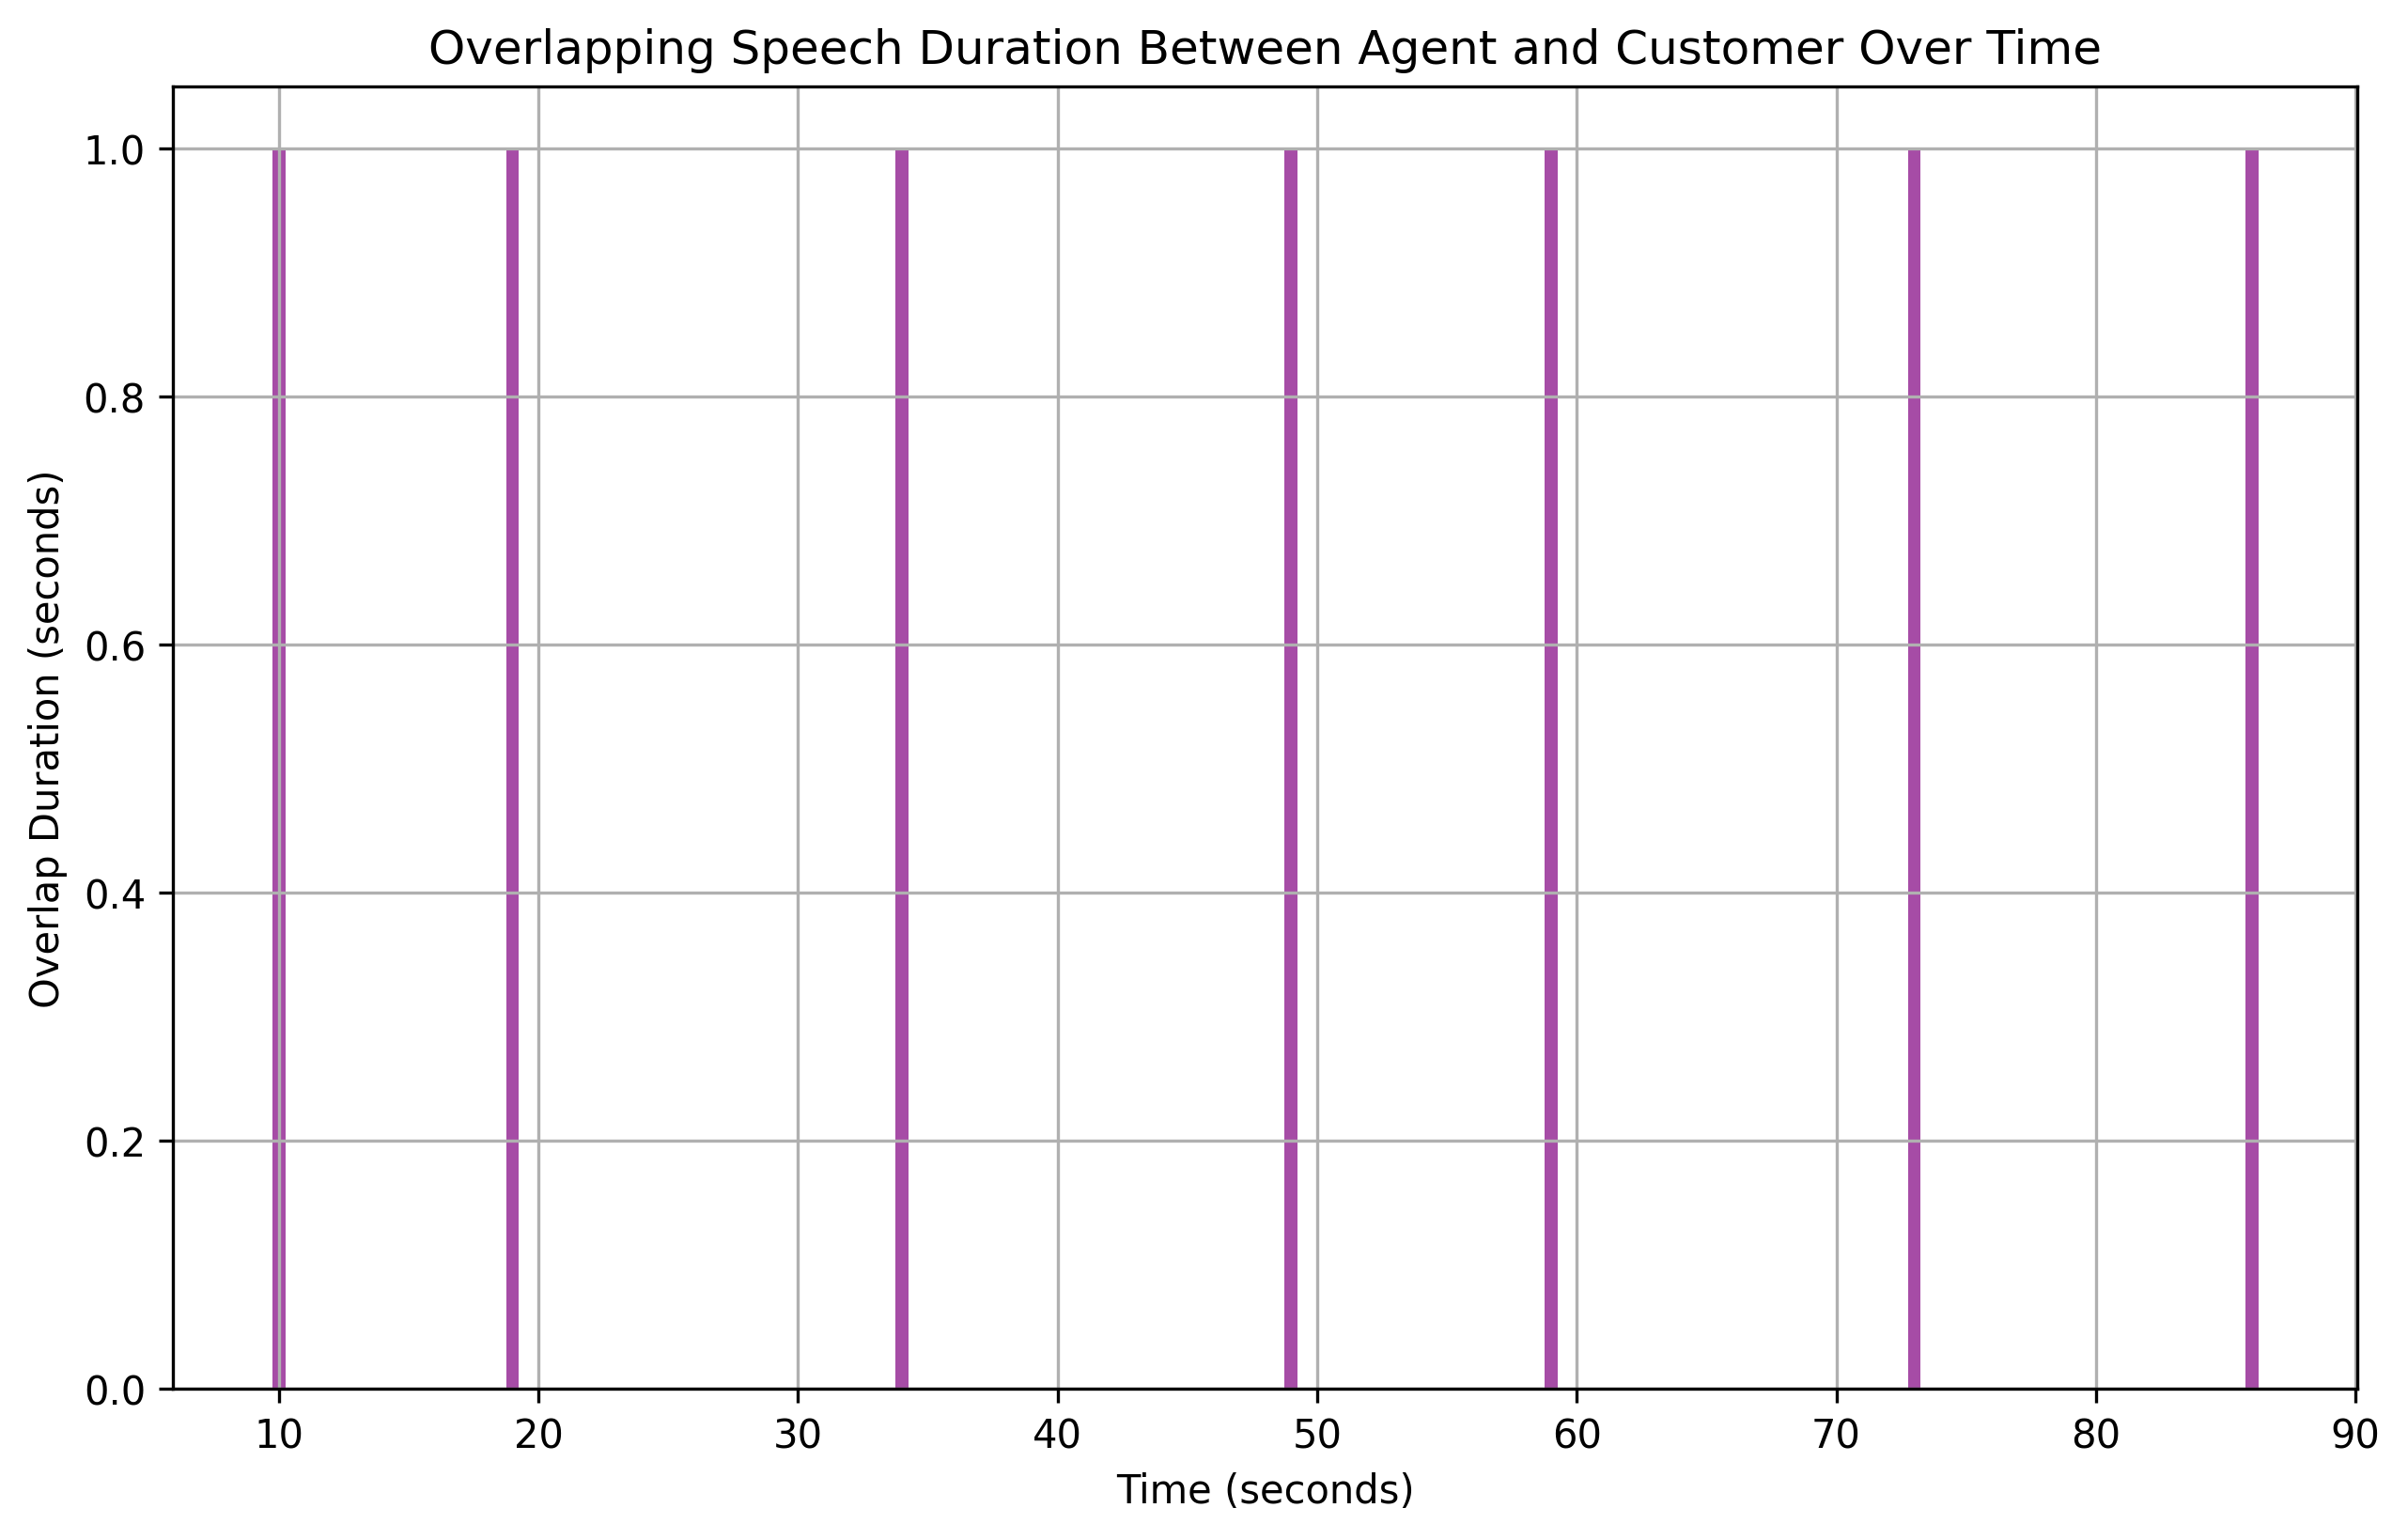 Overlapping Speech Duration Between Agent and Customer Over Time
1.0
0.8
0.6
0.4
0.2
0.0
Overlap Duration (seconds)
10 20 30 40 50 60 70 80 90
Time (seconds)